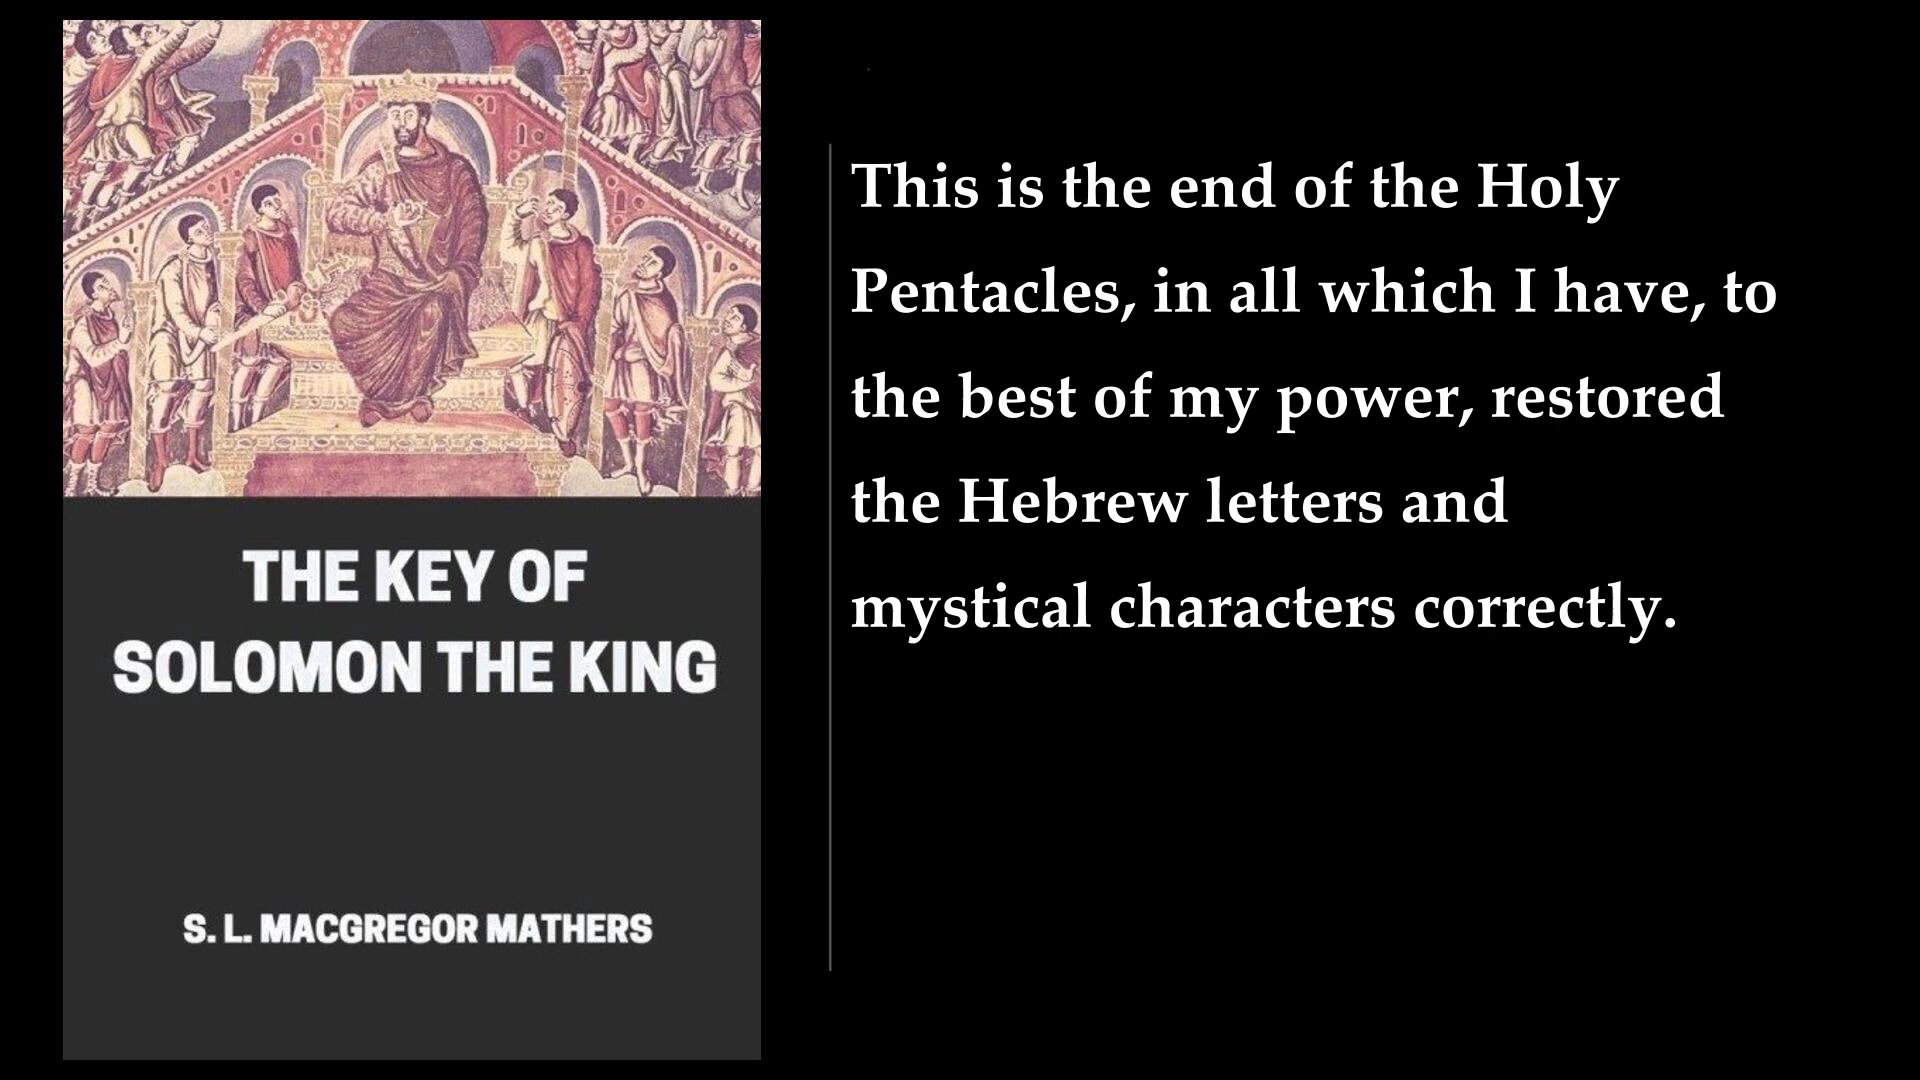 THE KEY OF
SOLOMON THE KING
S. L. MACGREGOR MATHERS
This is the end of the Holy
Pentacles, in all which I have, to
the best of my power, restored
the Hebrew letters and
mystical characters correctly.